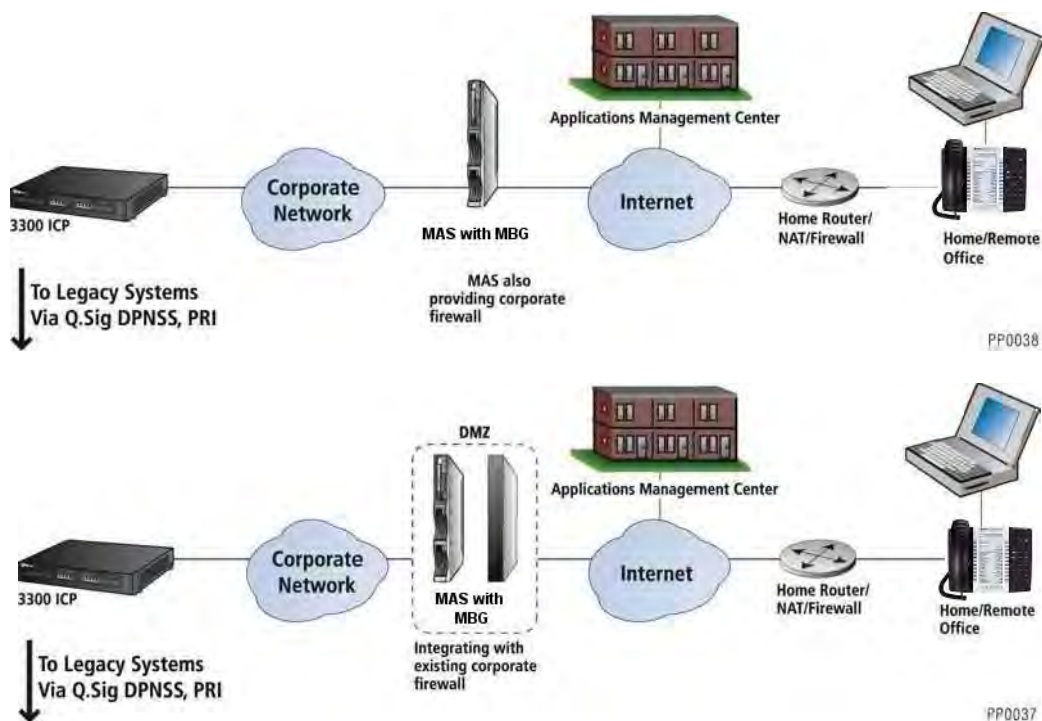 Applications Management Center
Corporate
Network
Internet
3300 ICP
MAS with MBG
Home Router/
NAT/Firewall
Home/Remote
Office
MAS also
providing corporate
firewall
To Legacy Systems
Via Q.Sig DPNSS, PRI
PP0038
DMZ
Applications Management Center
Corporate
Network
Internet
3300 ICP
MAS with
MBG
Home Router/
NAT/Firewall
Home/Remote
Office
Integrating with
existing corporate
firewall
To Legacy Systems
Via Q.Sig DPNSS, PRI
PP0037